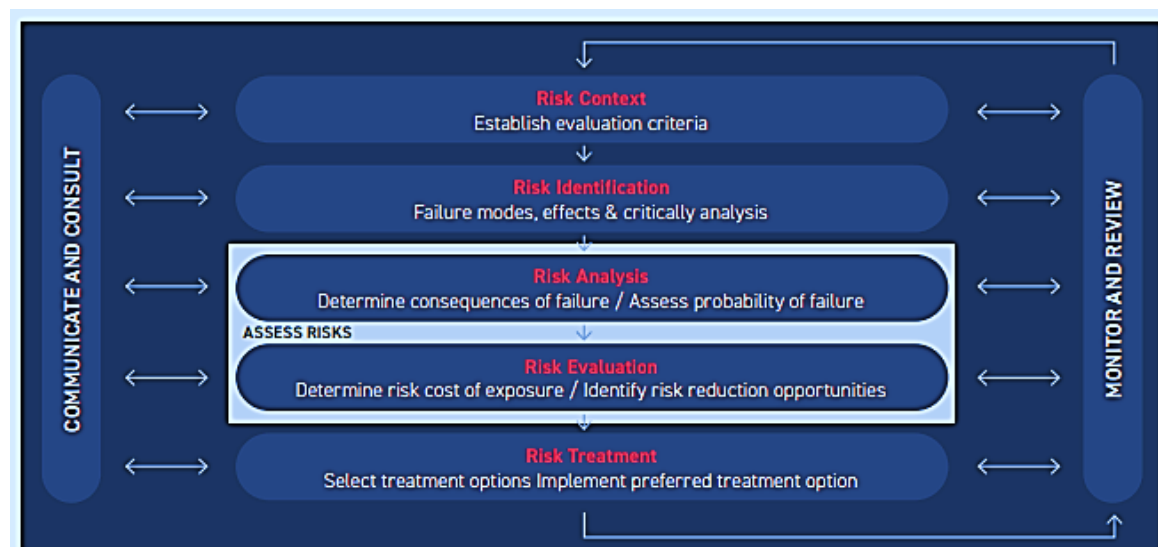 COMMUNICATE AND CONSULT
Risk Context
Establish evaluation criteria
Risk Identification
Failure modes, effects & critically analysis
Risk Analysis
Determine consequences of failure / Assess probability of failure
ASSESS RISKS
Risk Evaluation
Determine risk cost of exposure / Identify risk reduction opportunities
Risk Treatment
Select treatment options Implement preferred treatment option
MONITOR AND REVIEW